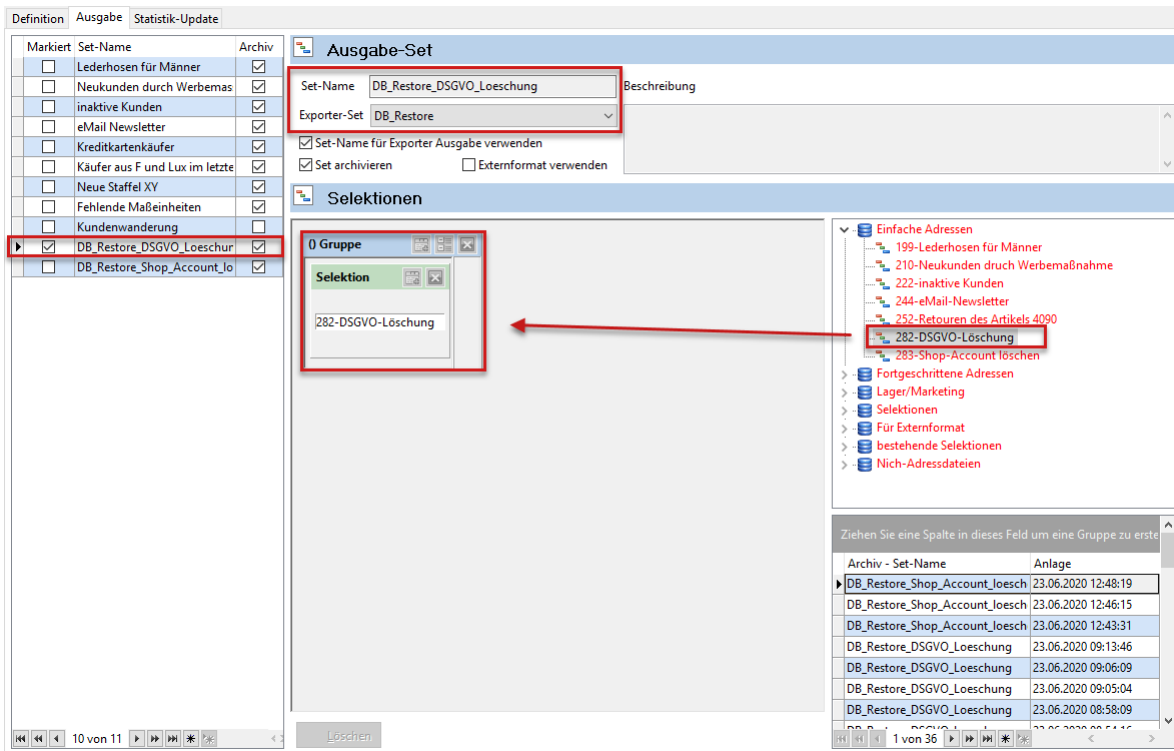 Definition Ausgabe Statistik-Update
Markiert Set-Name Archiv
Lederhosen für Männer
Neukunden durch Werbemas
inaktive Kunden
eMail Newsletter
Kreditkartenkäufer
Käufer aus F und Lux im letzte
Neue Staffel XY
Fehlende Maßeinheiten
Kundenwanderung
DB_Restore_DSGVO_Loeschur
DB_Restore_Shop_Account_lo
10 von 11
Ausgabe-Set
Set-Name DB_Restore_DSGVO_Loeschung Beschreibung
Exporter-Set DB_Restore
Set-Name für Exporter Ausgabe verwenden
Set archivieren Externformat verwenden
Selektionen
() Gruppe
Selektion
282-DSGVO-Löschung
Löschen
Einfache Adressen
199-Lederhosen für Männer
210-Neukunden druch Werbemaßnahme
222-inaktive Kunden
244-eMail-Newsletter
252-Retouren des Artikels 4090
282-DSGVO-Löschung
283-Shop-Account löschen
Fortgeschrittene Adressen
Lager/Marketing
Selektionen
Für Externformat
bestehende Selektionen
Nich-Adressdateien
Ziehen Sie eine Spalte in dieses Feld um eine Gruppe zu erste
Archiv - Set-Name Anlage
DB_Restore_Shop_Account_loesch 23.06.2020 12:48:19
DB_Restore_Shop_Account_loesch 23.06.2020 12:46:15
DB_Restore_Shop_Account_loesch 23.06.2020 12:43:31
DB_Restore_DSGVO_Loeschung 23.06.2020 09:13:46
DB_Restore_DSGVO_Loeschung 23.06.2020 09:06:09
DB_Restore_DSGVO_Loeschung 23.06.2020 09:05:04
DB_Restore_DSGVO_Loeschung 23.06.2020 08:58:09
1 von 36